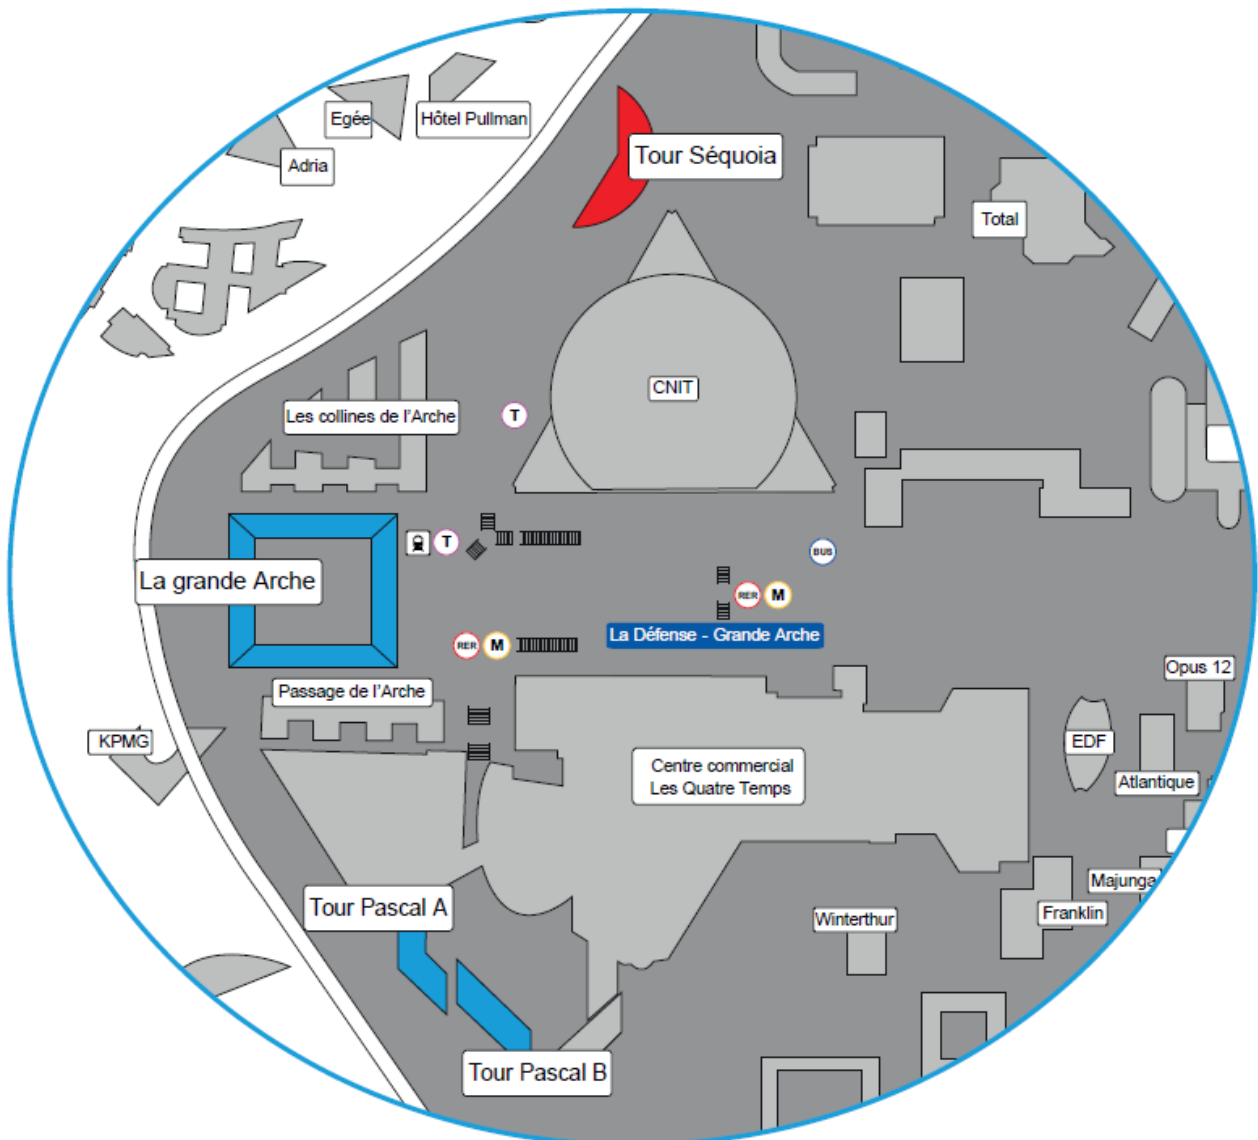 Egée
Hôtel Pullman
Adria
Tour Séquoia
Total
CNIT
Les collines de l'Arche
T
T
BUS
La grande Arche
RER
M
La Défense - Grande Arche
RER
M
Opus 12
Passage de l'Arche
KPMG
EDF
Centre commercial
Les Quatre Temps
Atlantique
Majunga
Tour Pascal A
Winterthur
Franklin
Tour Pascal B